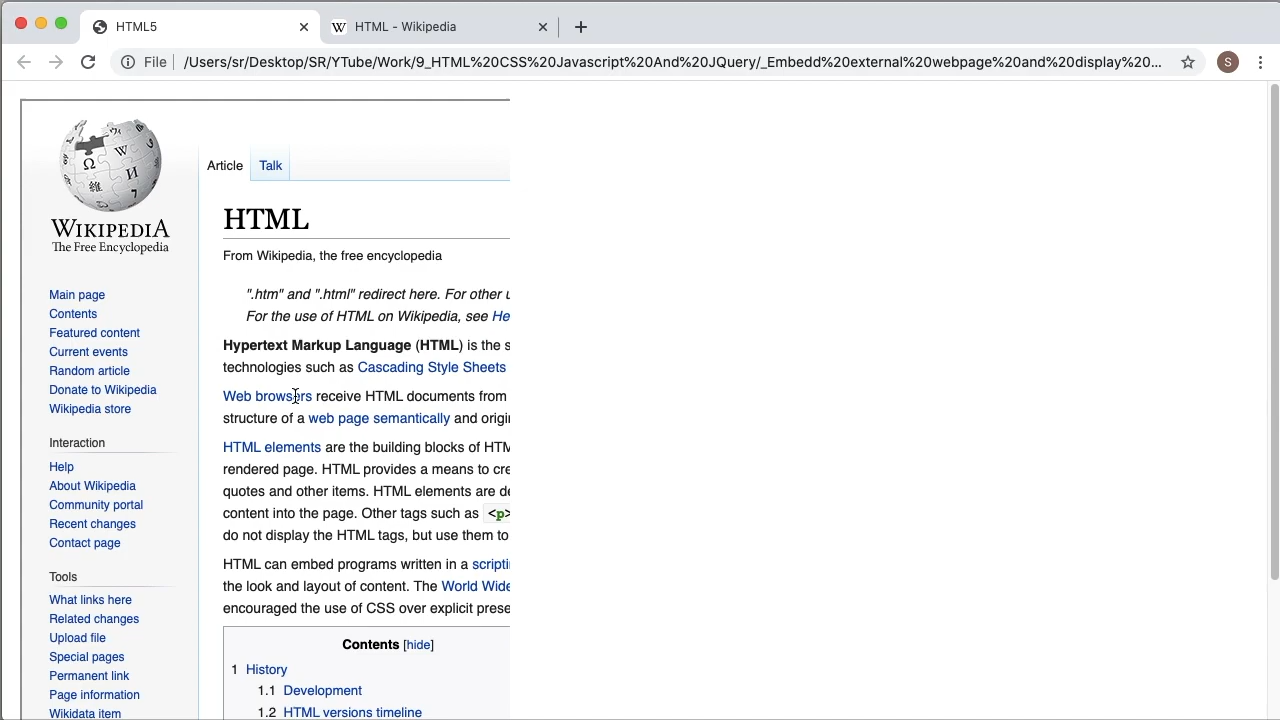 HTML5
HTML - Wikipedia
File
/Users/sr/Desktop/SR/YTube/Work/9_HTML%20CSS%20Javascript%20And%20JQuery/_Embedd%20external%20webpage%20and%20display%20...
S
WIKIPEDIA
The Free Encyclopedia
Main page
Contents
Featured content
Current events
Random article
Donate to Wikipedia
Wikipedia store
Interaction
Help
About Wikipedia
Community portal
Recent changes
Contact page
Tools
What links here
Related changes
Upload file
Special pages
Permanent link
Page information
Wikidata item
Article
Talk
HTML
From Wikipedia, the free encyclopedia
".htm" and ".html" redirect here. For other u
For the use of HTML on Wikipedia, see He
Hypertext Markup Language (HTML) is the s
technologies such as Cascading Style Sheets
Web browsers receive HTML documents from
structure of a web page semantically and origin
HTML elements are the building blocks of HTM
rendered page. HTML provides a means to cre
quotes and other items. HTML elements are de
content into the page. Other tags such as <p>
do not display the HTML tags, but use them to
HTML can embed programs written in a scripti
the look and layout of content. The World Wide
encouraged the use of CSS over explicit prese
Contents [hide]
1 History
1.1 Development
1.2 HTML versions timeline